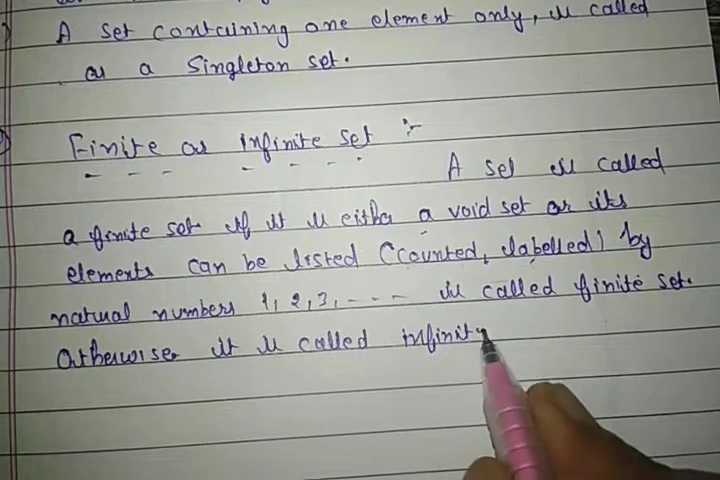 A set containing one element only, is called
as a Singleton set.
Finite or infinite set :-
A set is called
a finite set if it is either a void set or its
elements can be listed (counted, labelled) by
natural numbers 1, 2, 3, .... is called finite set.
Otherwise it is called infinit